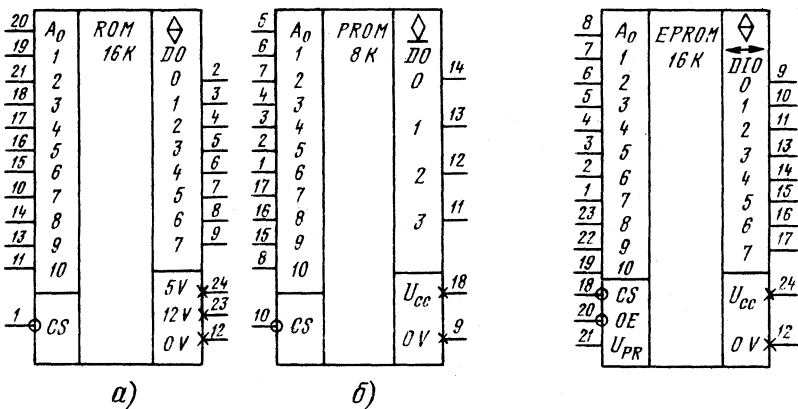 20 A0 ROM DO
19 1 16K
21 2 0 2
18 3 1 3
17 4 2 4
16 5 3 5
15 6 4 6
10 7 5 7
14 8 6 8
13 9 7 9
11 10
5V 24
12V 23
1 CS 0V 12
а)
5 A0 PROM DO
6 1 8K
7 2 0 14
4 3
3 4 1 13
2 5
1 6 2 12
17 7
16 8 3 11
15 9
8 10
UCC 18
10 CS 0V 9
б)
8 A0 EPROM
7 1 16K DIO
6 2 0 9
5 3 1 10
4 4 2 11
3 5 3 13
2 6 4 14
1 7 5 15
23 8 6 16
22 9 7 17
19 10
18 CS UCC 24
20 OE
21 UPR 0V 12